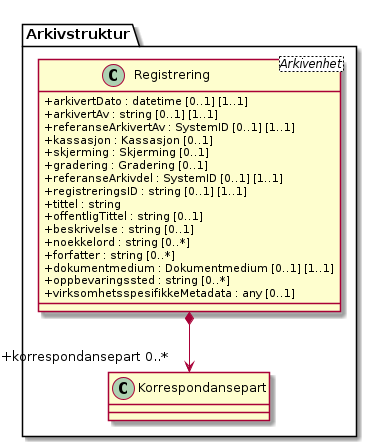 Arkivstruktur
C Registrering
Arkivenhet
+arkivertDato : datetime [0..1] [1..1]
+arkivertAv : string [0..1] [1..1]
+referanseArkivertAv : SystemID [0..1] [1..1]
+kassasjon : Kassasjon [0..1]
+skjerming : Skjerming [0..1]
+gradering : Gradering [0..1]
+referanseArkivdel : SystemID [0..1] [1..1]
+registreringsID : string [0..1] [1..1]
+tittel : string
+offentligTittel : string [0..1]
+beskrivelse : string [0..1]
+noekkelord : string [0..*]
+forfatter : string [0..*]
+dokumentmedium : Dokumentmedium [0..1] [1..1]
+oppbevaringssted : string [0..*]
+virksomhetsspesifikkeMetadata : any [0..1]
+korrespondansepart 0..*
C Korrespondansepart